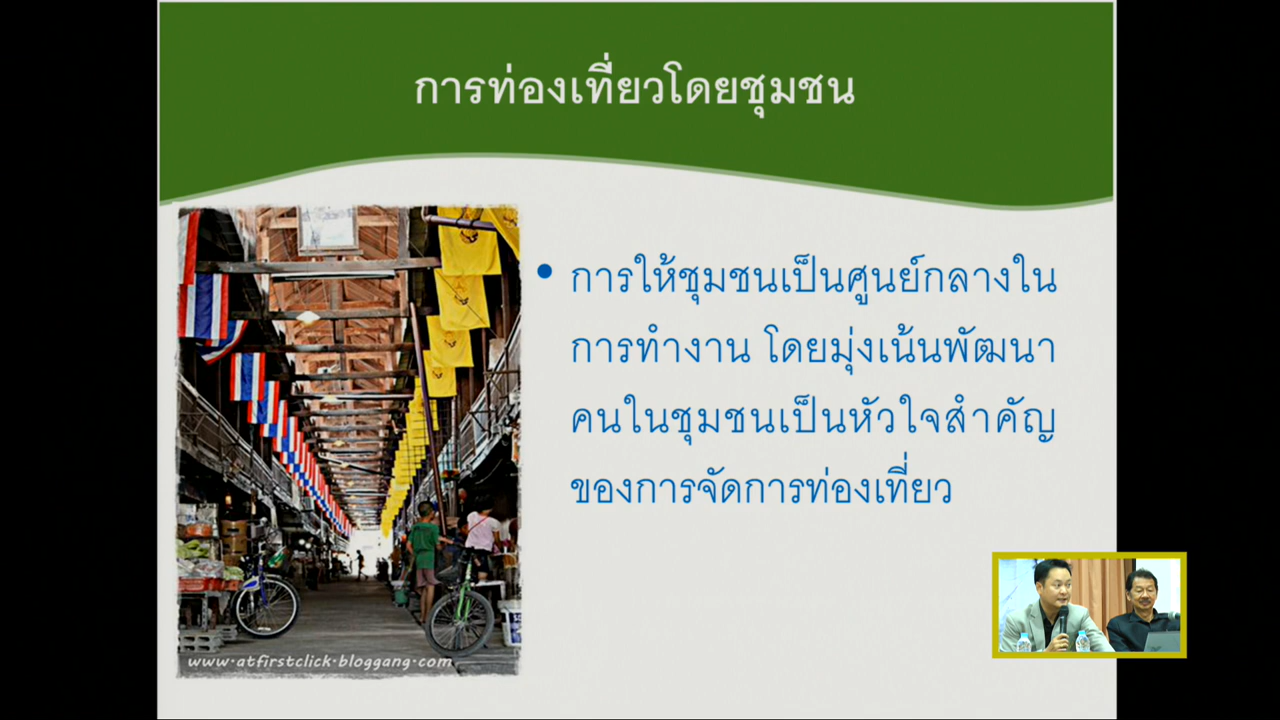 การท่องเที่ยวโดยชุมชน
• การให้ชุมชนเป็นศูนย์กลางใน
การทำงาน โดยมุ่งเน้นพัฒนา
คนในชุมชนเป็นหัวใจสำคัญ
ของการจัดการท่องเที่ยว
www.atfirstclick.bloggang.com